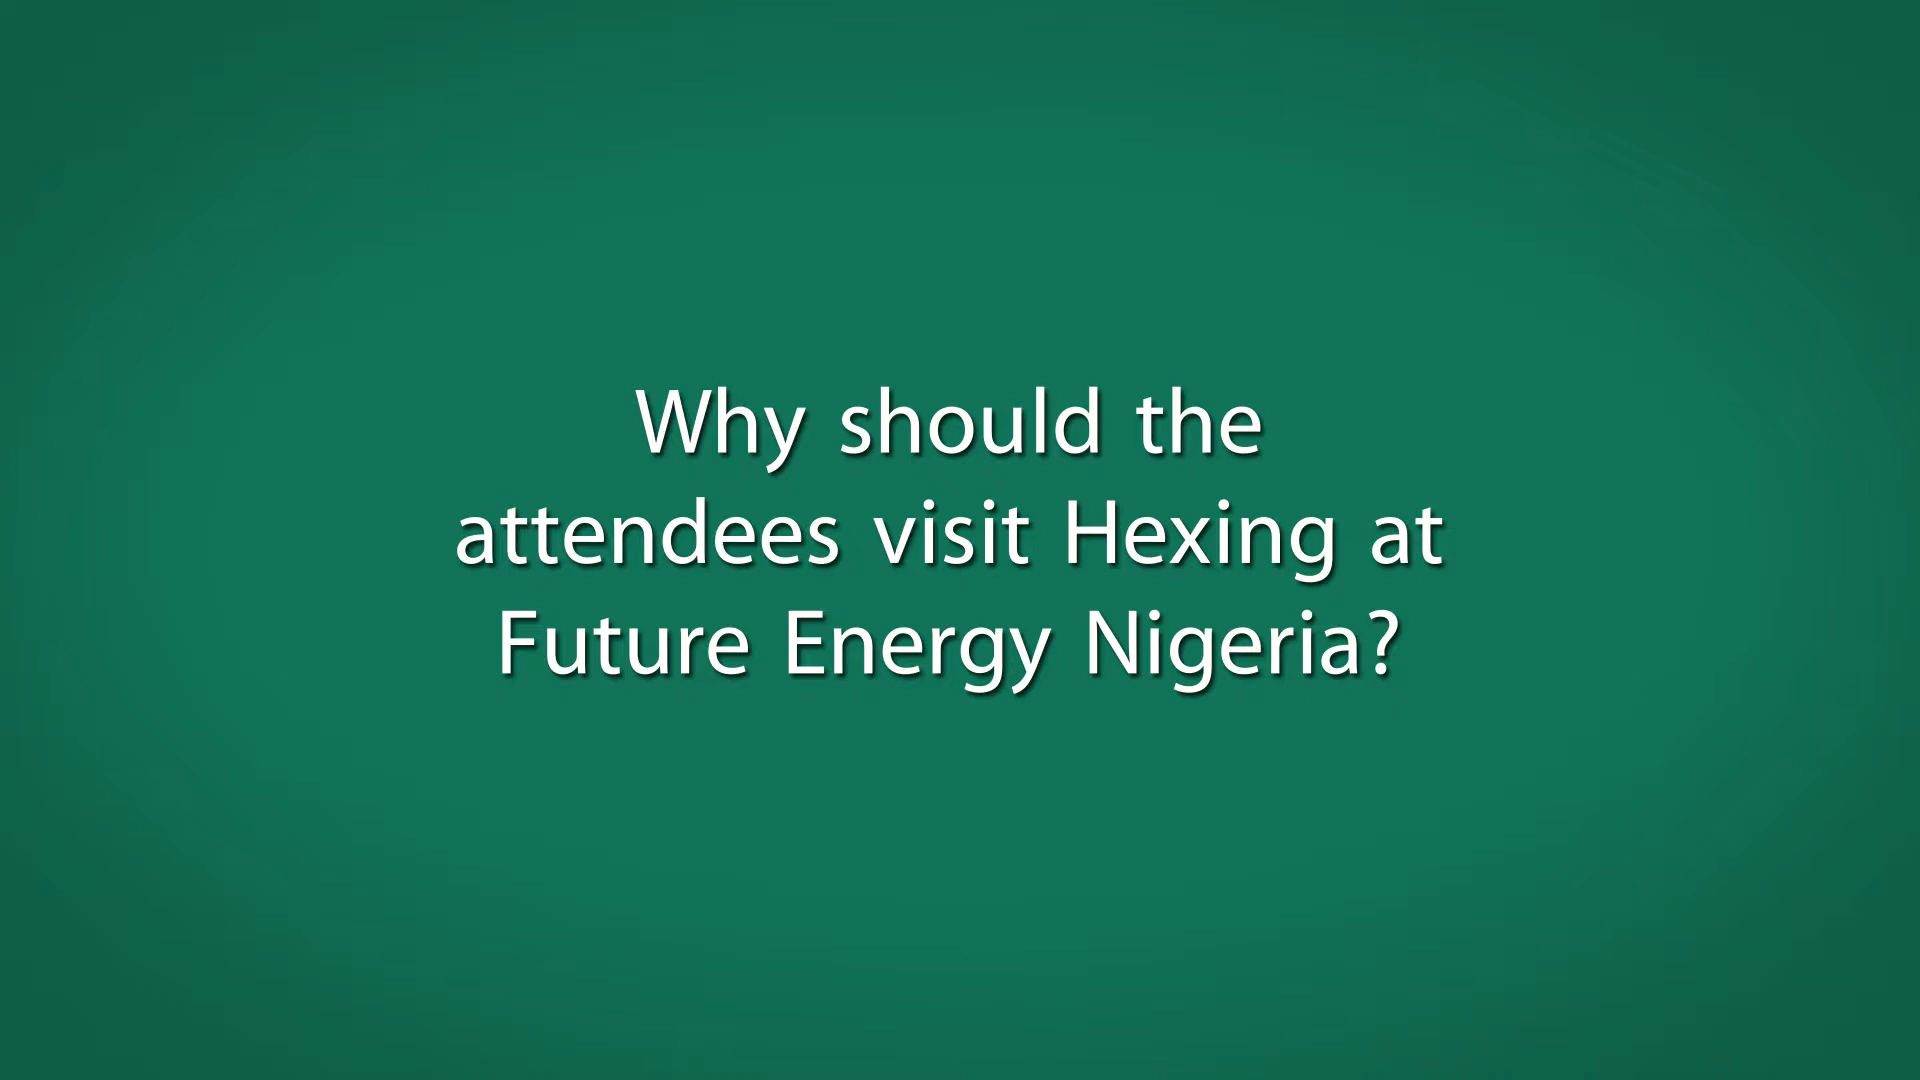 Why should the
attendees visit Hexing at
Future Energy Nigeria?